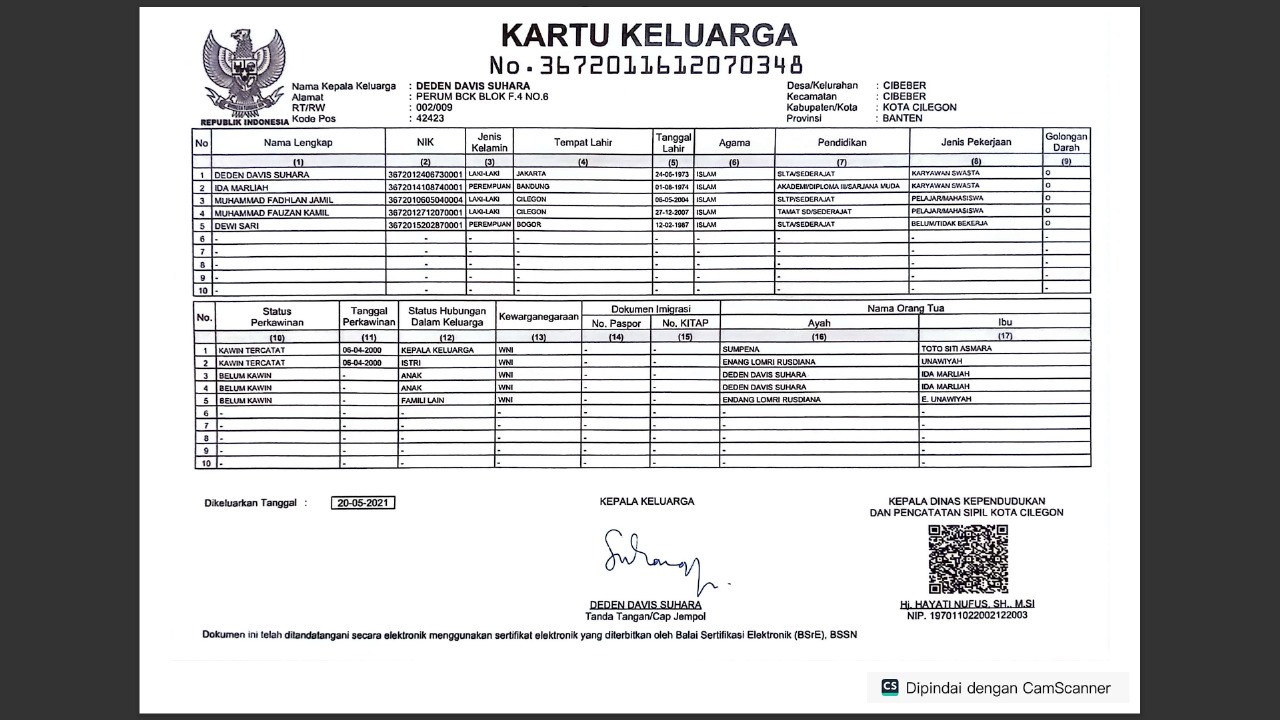 KARTU KELUARGA
No. 3672011612070348
REPUBLIK INDONESIA
Nama Kepala Keluarga : DEDEN DAVIS SUHARA
Alamat : PERUM BCK BLOK F.4 NO.6
RT/RW : 002/009
Kode Pos : 42423
Desa/Kelurahan : CIBEBER
Kecamatan : CIBEBER
Kabupaten/Kota : KOTA CILEGON
Provinsi : BANTEN
No Nama Lengkap NIK Jenis Kelamin Tempat Lahir Tanggal Lahir Agama Pendidikan Jenis Pekerjaan Golongan Darah
(1) (2) (3) (4) (5) (6) (7) (8) (9)
1 DEDEN DAVIS SUHARA 3672012406730001 LAKI-LAKI JAKARTA 24-06-1973 ISLAM SLTA/SEDERAJAT KARYAWAN SWASTA O
2 IDA MARLIAH 3672014108740001 PEREMPUAN BANDUNG 01-08-1974 ISLAM AKADEMI/DIPLOMA III/SARJANA MUDA KARYAWAN SWASTA O
3 MUHAMMAD FADHLAN JAMIL 3672010605040004 LAKI-LAKI CILEGON 06-05-2004 ISLAM SLTP/SEDERAJAT PELAJAR/MAHASISWA O
4 MUHAMMAD FAUZAN KAMIL 3672012712070001 LAKI-LAKI CILEGON 27-12-2007 ISLAM TAMAT SD/SEDERAJAT PELAJAR/MAHASISWA O
5 DEWI SARI 3672015202870001 PEREMPUAN BOGOR 12-02-1987 ISLAM SLTA/SEDERAJAT BELUM/TIDAK BEKERJA O
6 - - - - - - - - -
7 - - - - - - - - -
8 - - - - - - - - -
9 - - - - - - - - -
10 - - - - - - - - -
No. Status Perkawinan Tanggal Perkawinan Status Hubungan Dalam Keluarga Kewarganegaraan Dokumen Imigrasi Nama Orang Tua
No. Paspor No. KITAP Ayah Ibu
(10) (11) (12) (13) (14) (15) (16) (17)
1 KAWIN TERCATAT 06-04-2000 KEPALA KELUARGA WNI - - SUMPENA TOTO SITI ASMARA
2 KAWIN TERCATAT 06-04-2000 ISTRI WNI - - ENANG LOMRI RUSDIANA UNAWIYAH
3 BELUM KAWIN - ANAK WNI - - DEDEN DAVIS SUHARA IDA MARLIAH
4 BELUM KAWIN - ANAK WNI - - DEDEN DAVIS SUHARA IDA MARLIAH
5 BELUM KAWIN - FAMILI LAIN WNI - - ENDANG LOMRI RUSDIANA E. UNAWIYAH
6 - - - - - - - -
7 - - - - - - - -
8 - - - - - - - -
9 - - - - - - - -
10 - - - - - - - -
Dikeluarkan Tanggal : 20-05-2021
KEPALA KELUARGA
DEDEN DAVIS SUHARA
Tanda Tangan/Cap Jempol
KEPALA DINAS KEPENDUDUKAN
DAN PENCATATAN SIPIL KOTA CILEGON
Hj. HAYATI NUFUS, SH., M.SI
NIP. 197011022002122003
Dokumen ini telah ditandatangani secara elektronik menggunakan sertifikat elektronik yang diterbitkan oleh Balai Sertifikasi Elektronik (BSrE), BSSN
CS Dipindai dengan CamScanner